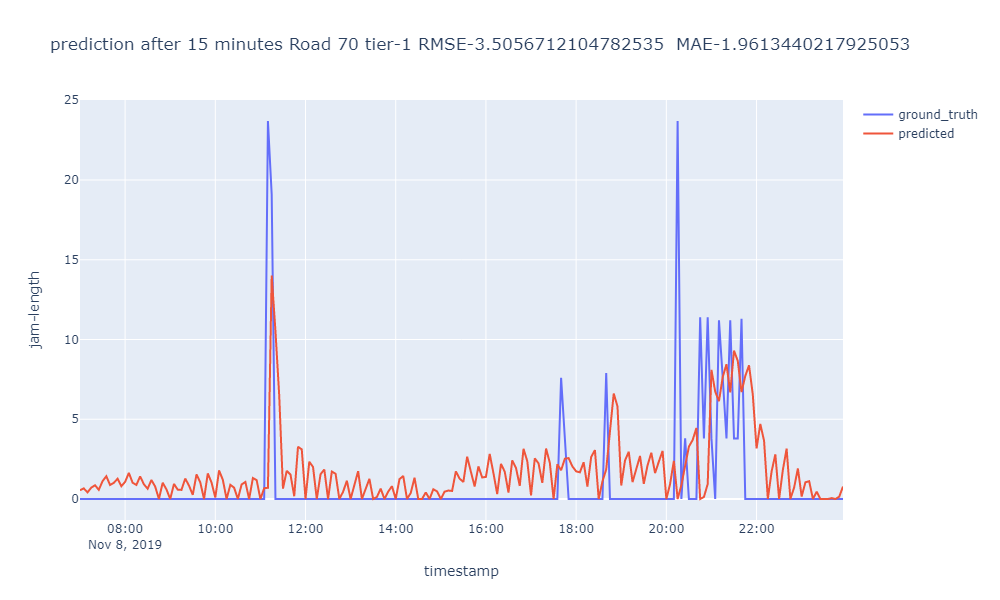 prediction after 15 minutes Road 70 tier-1 RMSE-3.5056712104782535  MAE-1.9613440217925053
ground_truth
predicted
25
20
15
10
5
0
jam-length
08:00 10:00 12:00 14:00 16:00 18:00 20:00 22:00
Nov 8, 2019
timestamp